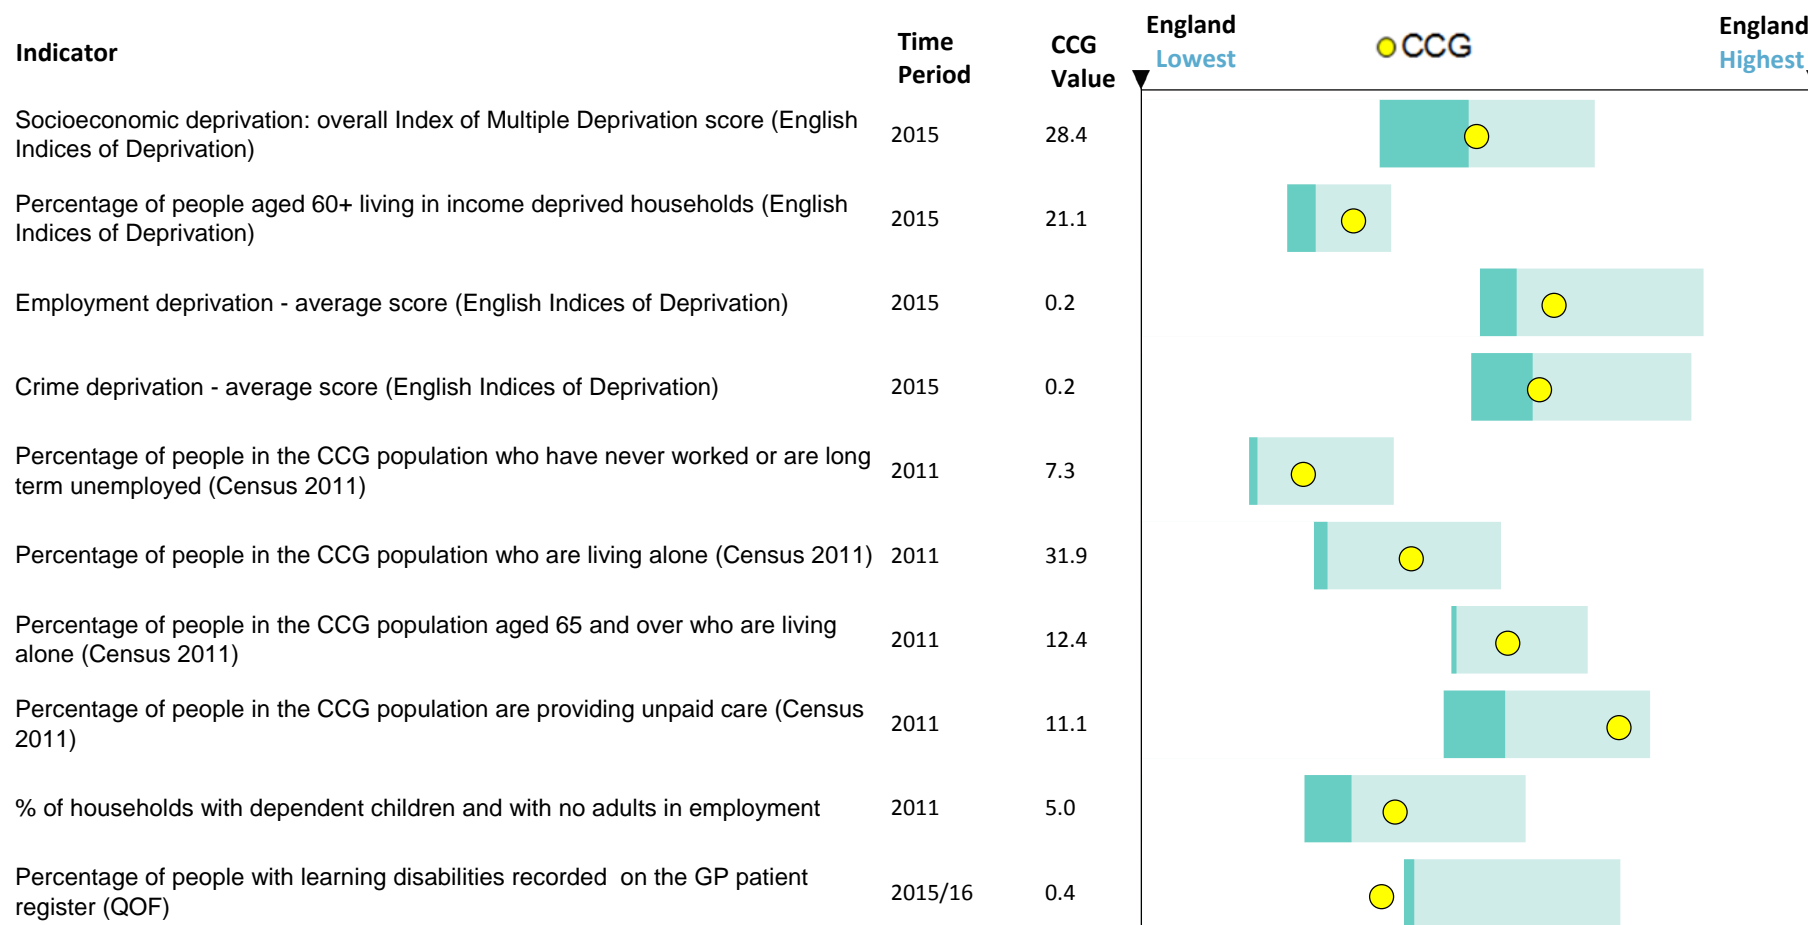 Indicator
Time Period
CCG Value
England Lowest
CCG
England Highest
Socioeconomic deprivation: overall Index of Multiple Deprivation score (English
Indices of Deprivation)
2015
28.4
Percentage of people aged 60+ living in income deprived households (English
Indices of Deprivation)
2015
21.1
Employment deprivation - average score (English Indices of Deprivation)
2015
0.2
Crime deprivation - average score (English Indices of Deprivation)
2015
0.2
Percentage of people in the CCG population who have never worked or are long
term unemployed (Census 2011)
2011
7.3
Percentage of people in the CCG population who are living alone (Census 2011)
2011
31.9
Percentage of people in the CCG population aged 65 and over who are living
alone (Census 2011)
2011
12.4
Percentage of people in the CCG population are providing unpaid care (Census
2011)
2011
11.1
% of households with dependent children and with no adults in employment
2011
5.0
Percentage of people with learning disabilities recorded  on the GP patient
register (QOF)
2015/16
0.4